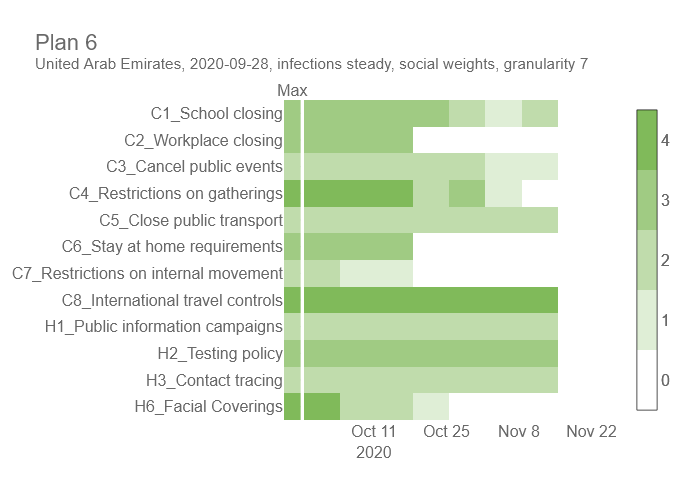 Plan 6
United Arab Emirates, 2020-09-28, infections steady, social weights, granularity 7
Max
C1_School closing
C2_Workplace closing
C3_Cancel public events
C4_Restrictions on gatherings
C5_Close public transport
C6_Stay at home requirements
C7_Restrictions on internal movement
C8_International travel controls
H1_Public information campaigns
H2_Testing policy
H3_Contact tracing
H6_Facial Coverings
Oct 11 Oct 25 Nov 8 Nov 22
2020
4
3
2
1
0